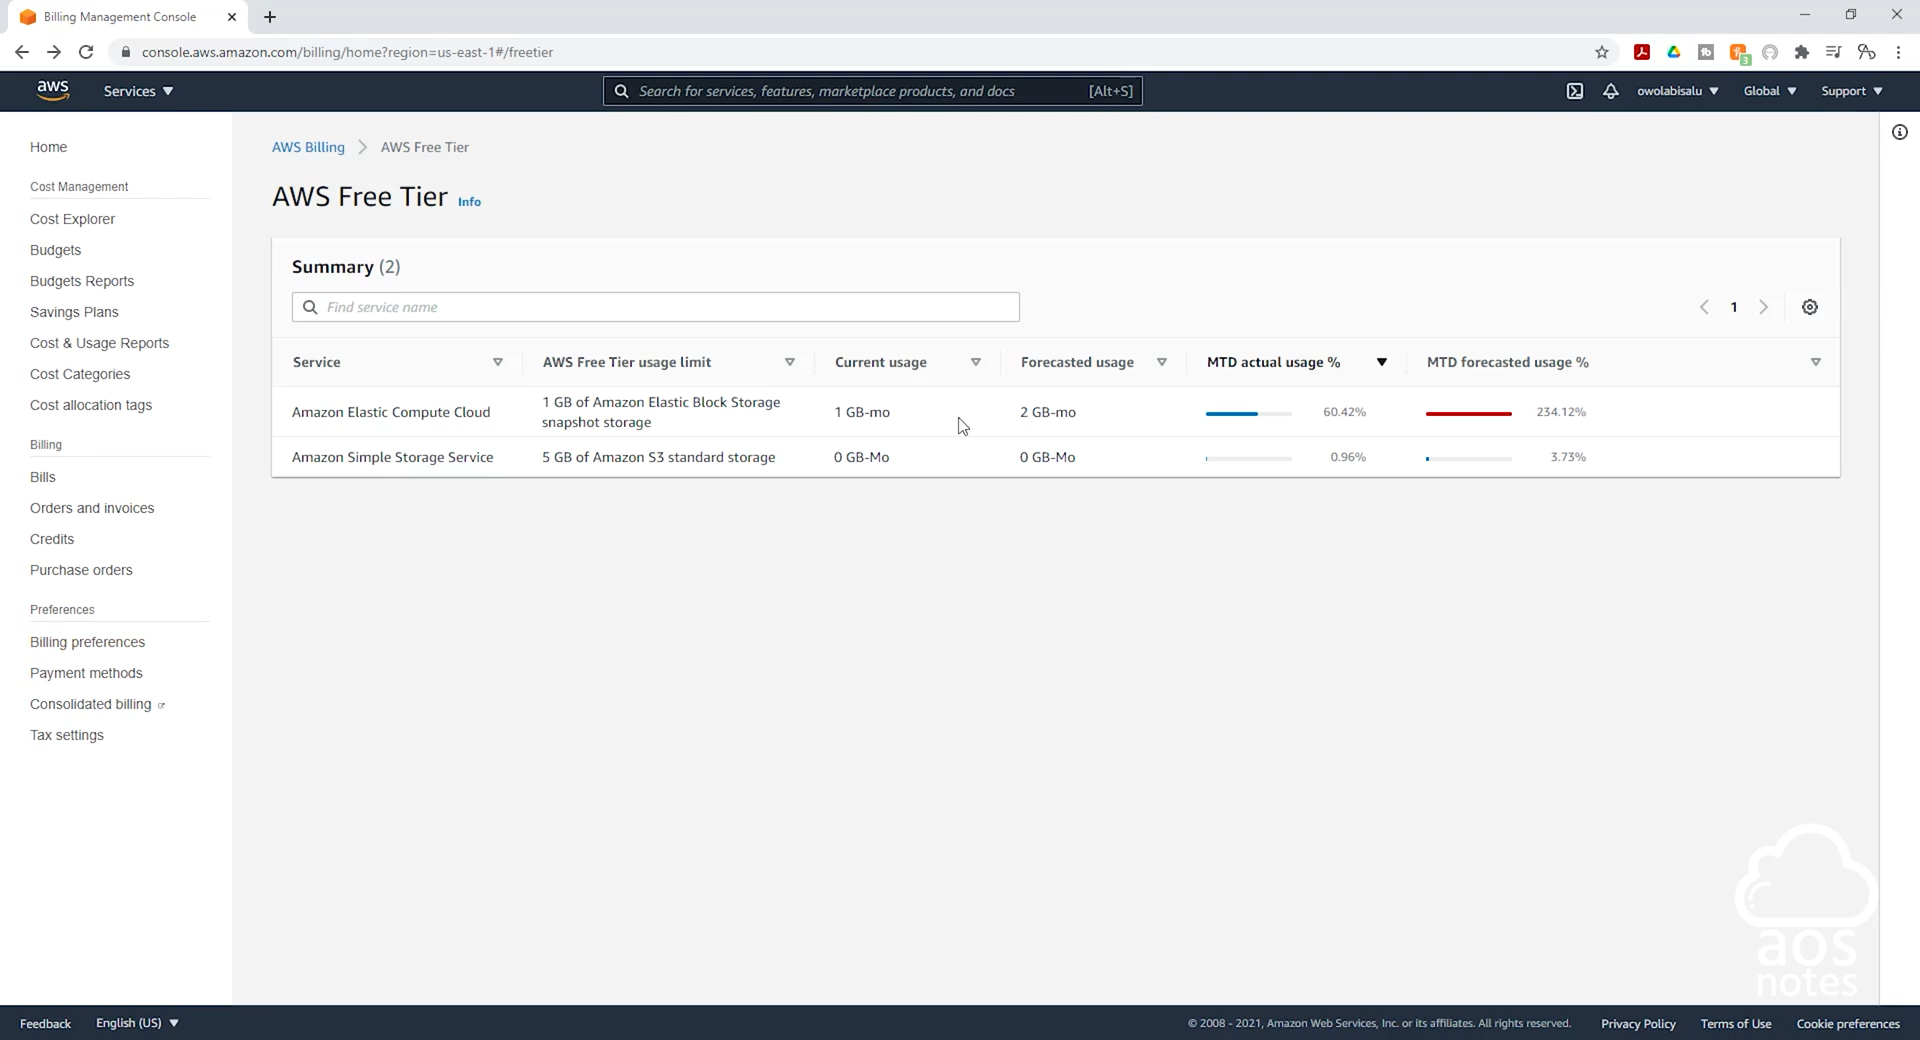 Billing Management Console
console.aws.amazon.com/billing/home?region=us-east-1#/freetier
3
aws
Services
Search for services, features, marketplace products, and docs [Alt+S]
owolabisalu
Global
Support
Home
Cost Management
Cost Explorer
Budgets
Budgets Reports
Savings Plans
Cost & Usage Reports
Cost Categories
Cost allocation tags
Billing
Bills
Orders and invoices
Credits
Purchase orders
Preferences
Billing preferences
Payment methods
Consolidated billing
Tax settings
AWS Billing > AWS Free Tier
AWS Free Tier Info
Summary (2)
Find service name
1
Service AWS Free Tier usage limit Current usage Forecasted usage MTD actual usage % MTD forecasted usage %
Amazon Elastic Compute Cloud 1 GB of Amazon Elastic Block Storage snapshot storage 1 GB-mo 2 GB-mo 60.42% 234.12%
Amazon Simple Storage Service 5 GB of Amazon S3 standard storage 0 GB-Mo 0 GB-Mo 0.96% 3.73%
aos
notes
Feedback English (US) © 2008 - 2021, Amazon Web Services, Inc. or its affiliates. All rights reserved. Privacy Policy Terms of Use Cookie preferences